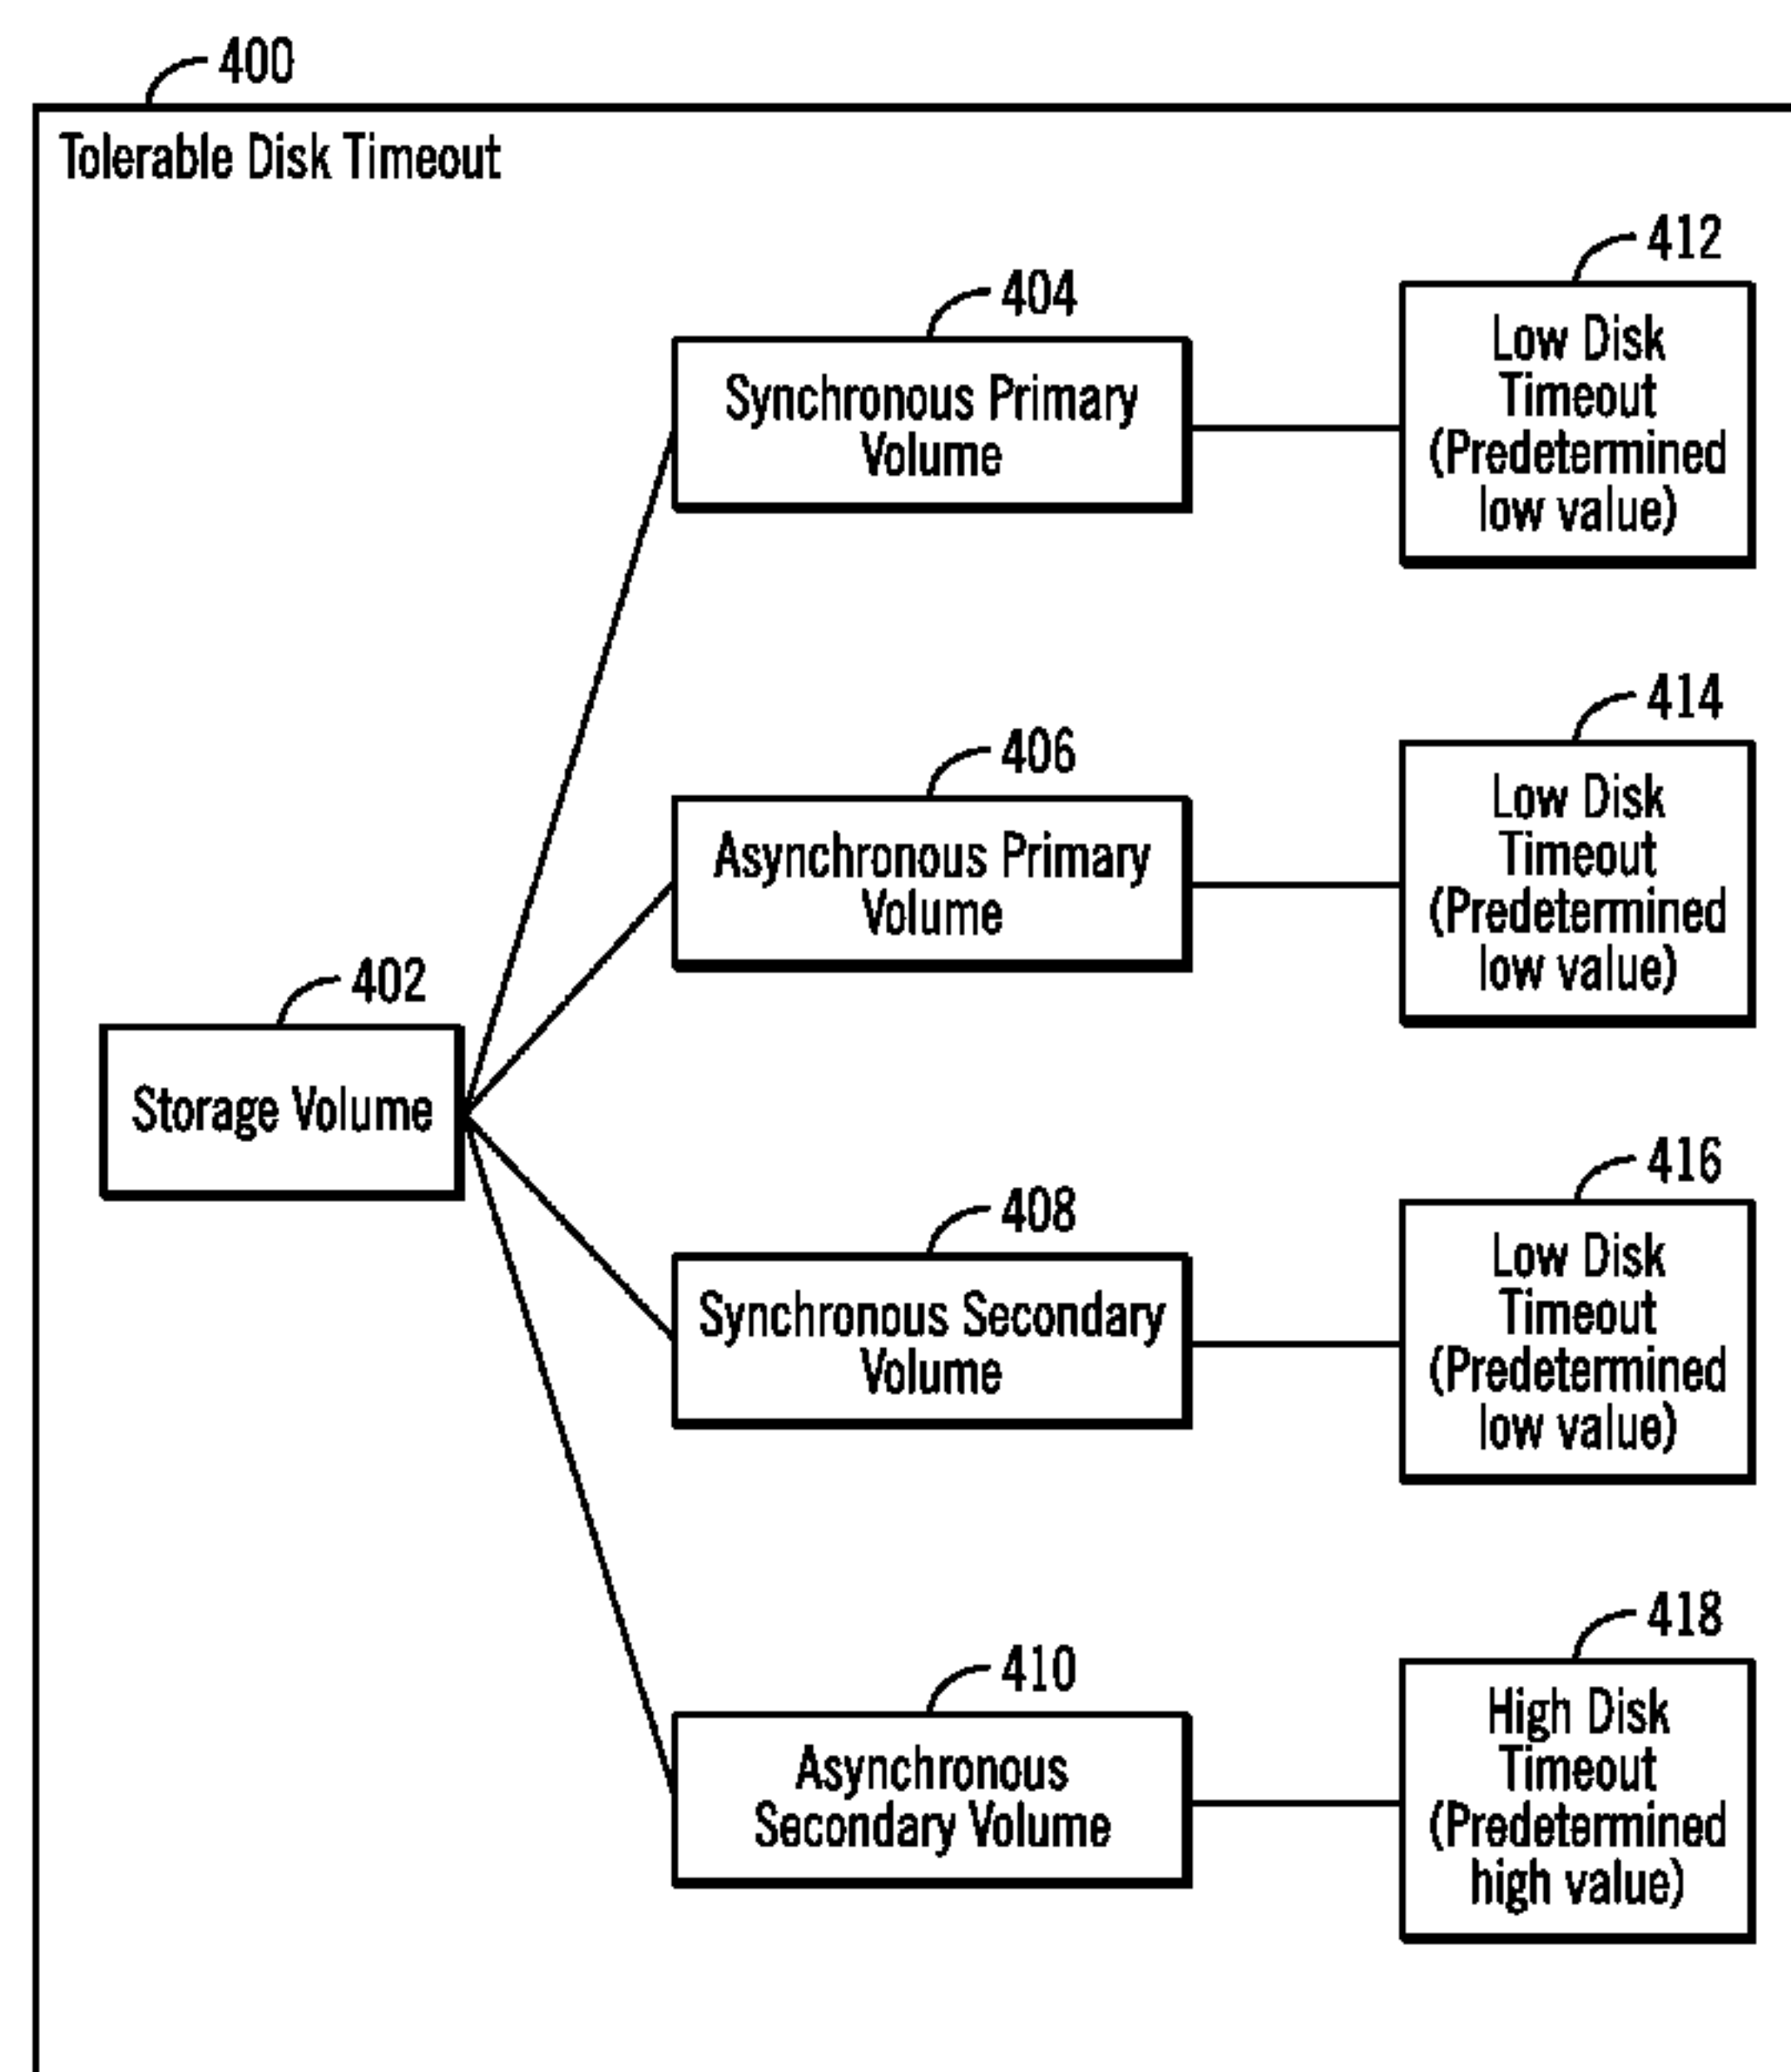 400
Tolerable Disk Timeout
412
404
Low Disk
Timeout
(Predetermined
low value)
Synchronous Primary
Volume
414
406
Low Disk
Timeout
(Predetermined
low value)
Asynchronous Primary
Volume
402
Storage Volume
416
408
Low Disk
Timeout
(Predetermined
low value)
Synchronous Secondary
Volume
418
410
High Disk
Timeout
(Predetermined
high value)
Asynchronous
Secondary Volume